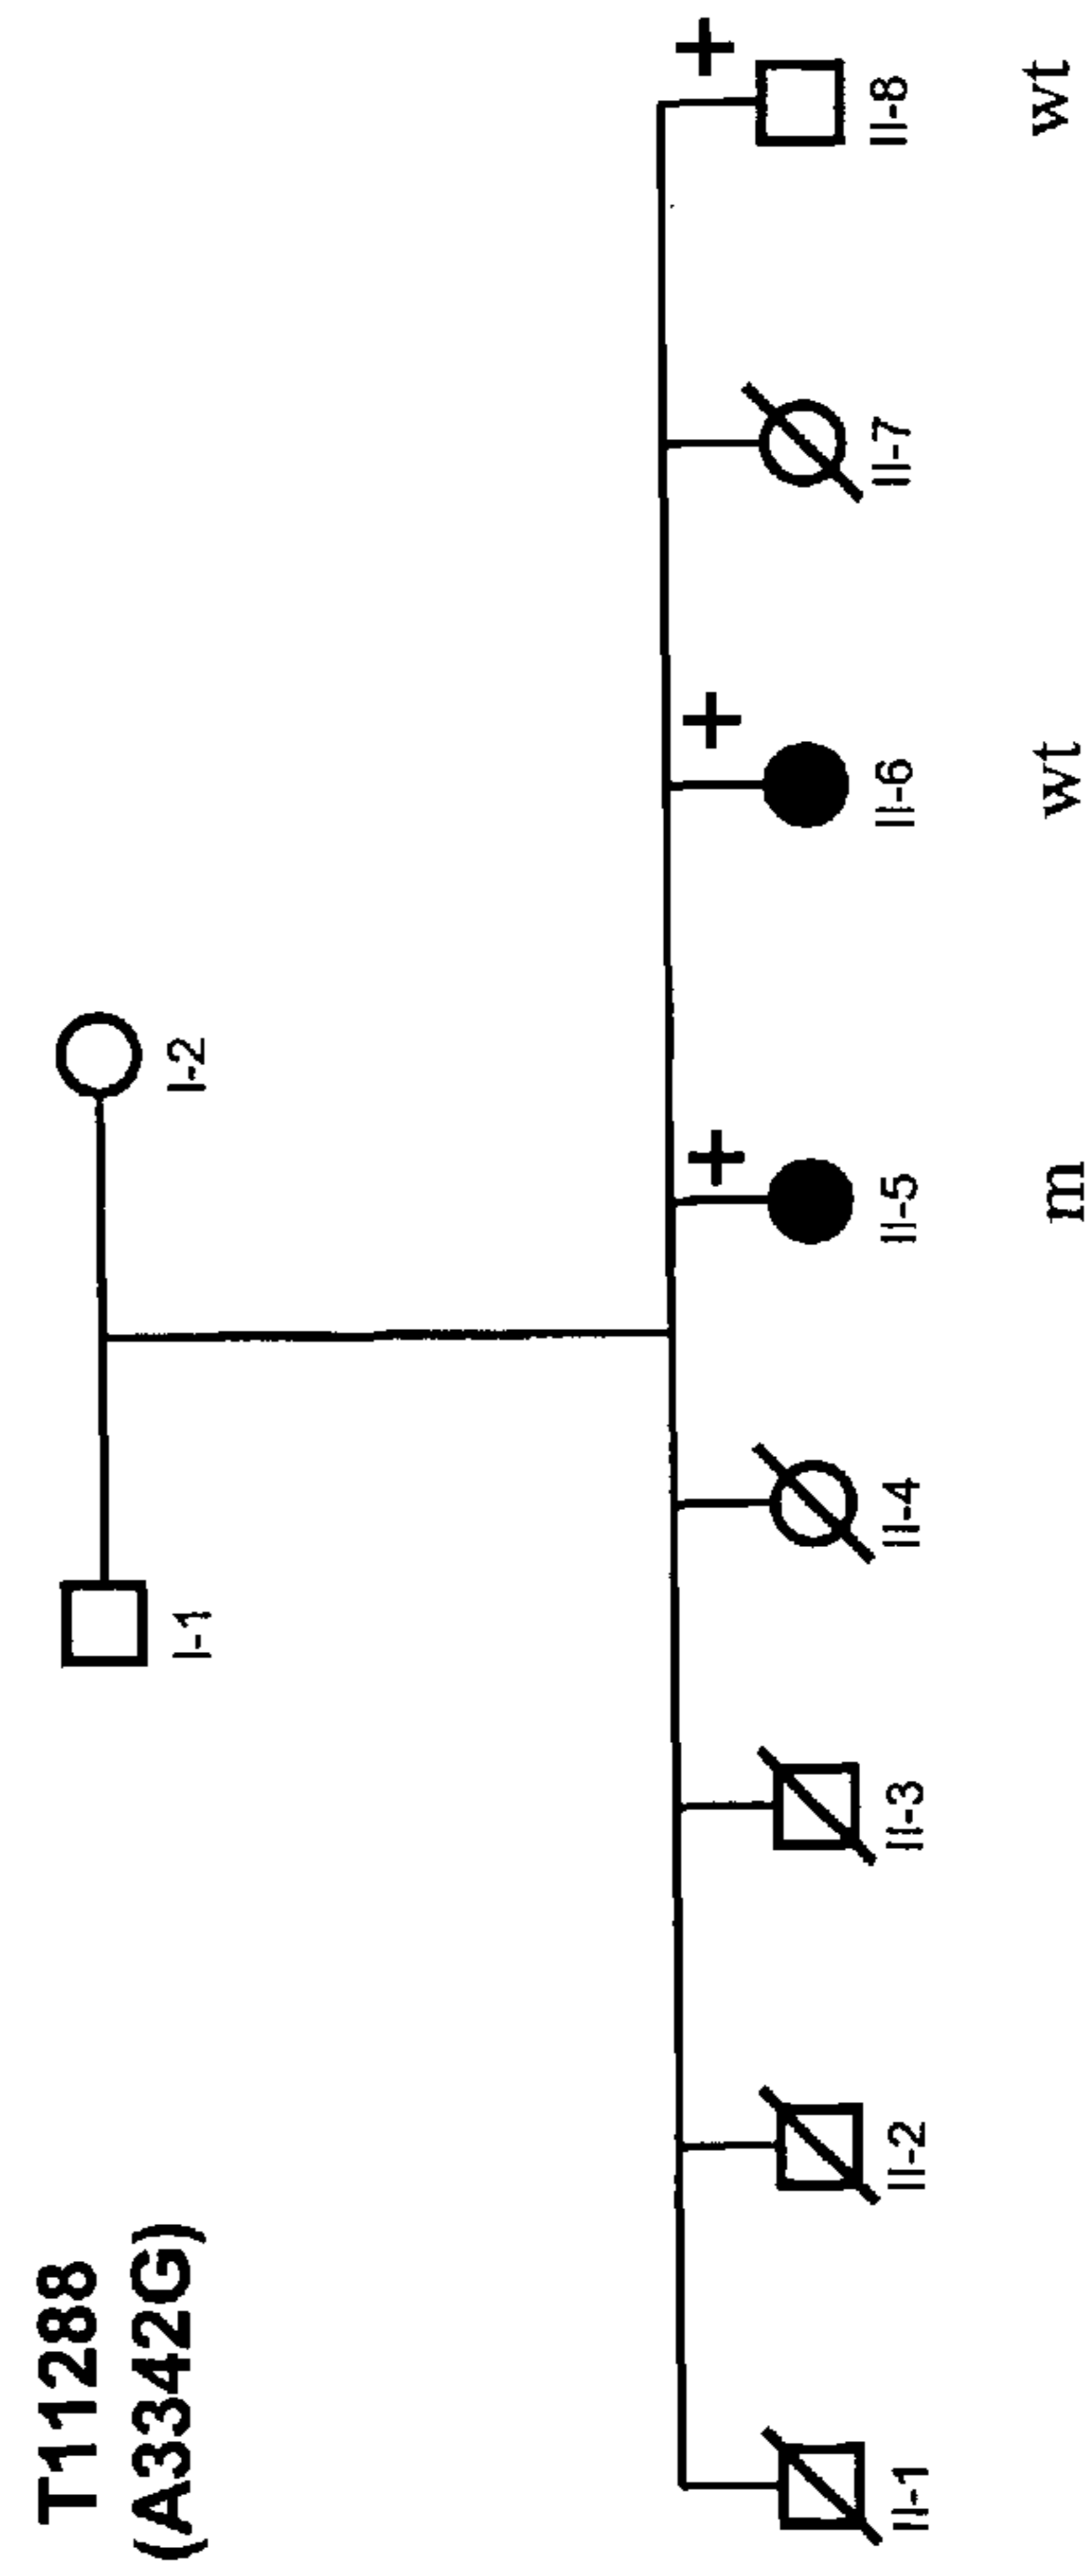 T11288
(A3342G)
I-1 I-2
+ + +
II-1 II-2 II-3 II-4 II-5 II-6 II-7 II-8
m wt wt